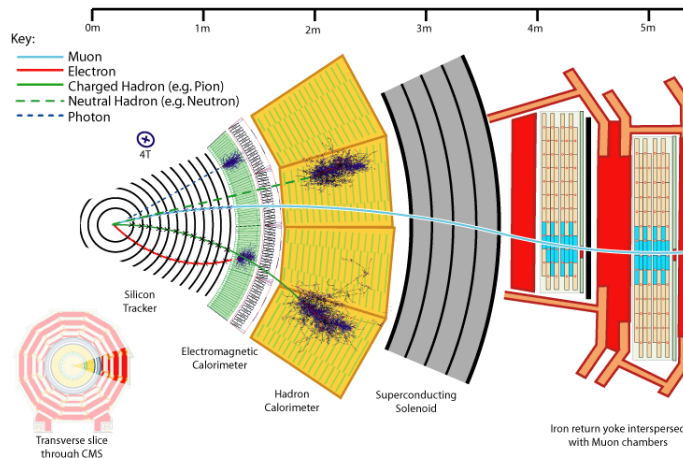 0m 1m 2m 3m 4m 5m
Key:
Muon
Electron
Charged Hadron (e.g. Pion)
Neutral Hadron (e.g. Neutron)
Photon
4T
Silicon
Tracker
Electromagnetic
Calorimeter
Hadron
Calorimeter
Superconducting
Solenoid
Iron return yoke interspersed
with Muon chambers
Transverse slice
through CMS